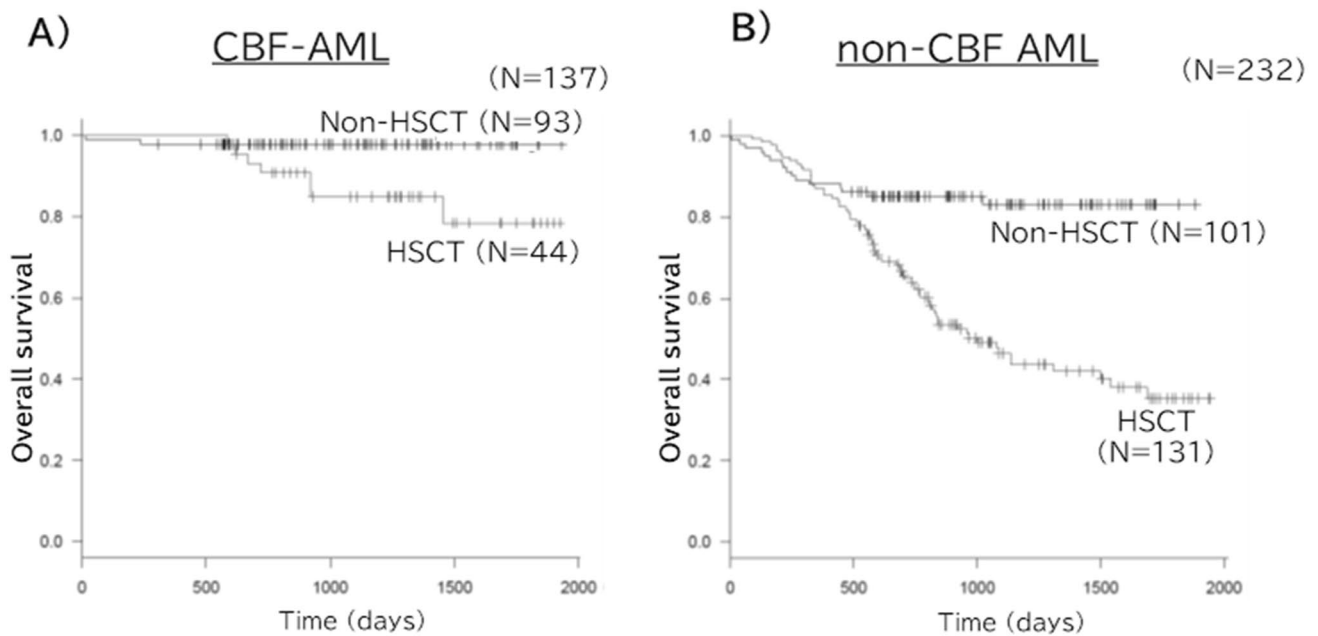 A)
CBF-AML
(N=137)
Non-HSCT (N=93)
HSCT (N=44)
Overall survival
1.0
0.8
0.6
0.4
0.2
0.0
0 500 1000 1500 2000
Time (days)
B)
non-CBF AML
(N=232)
Non-HSCT (N=101)
HSCT
(N=131)
Overall survival
1.0
0.8
0.6
0.4
0.2
0.0
0 500 1000 1500 2000
Time (days)